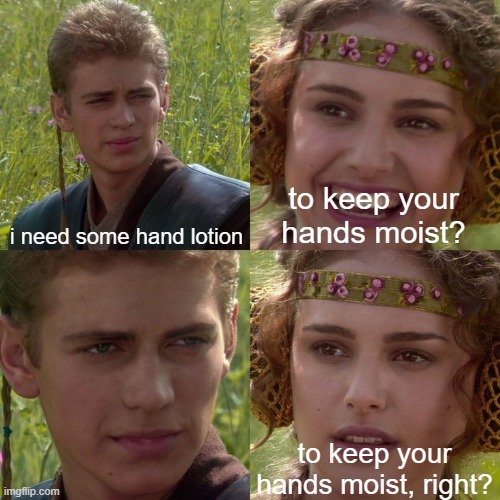 i need some hand lotion
to keep your
hands moist?
to keep your
hands moist, right?
imgflip.com